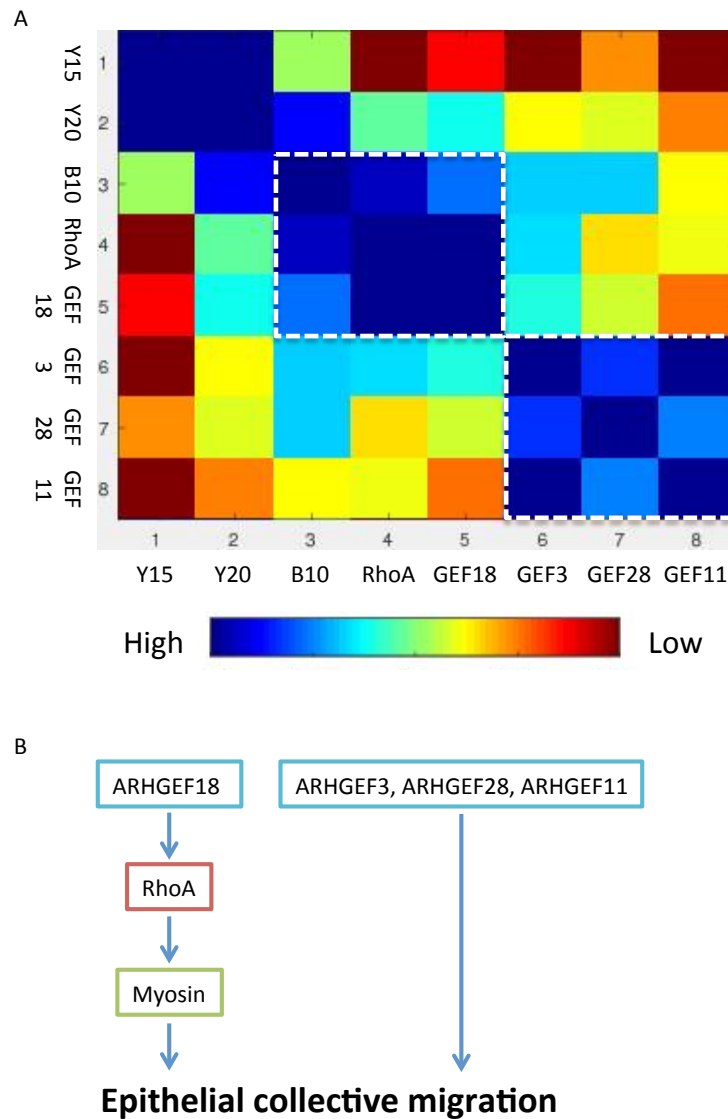 A
Y15
Y20
B10
RhoA
GEF 18
GEF 3
GEF 28
GEF 11
1
2
3
4
5
6
7
8
1 2 3 4 5 6 7 8
Y15 Y20 B10 RhoA GEF18 GEF3 GEF28 GEF11
High Low
B
ARHGEF18 ARHGEF3, ARHGEF28, ARHGEF11
RhoA
Myosin
Epithelial collective migration